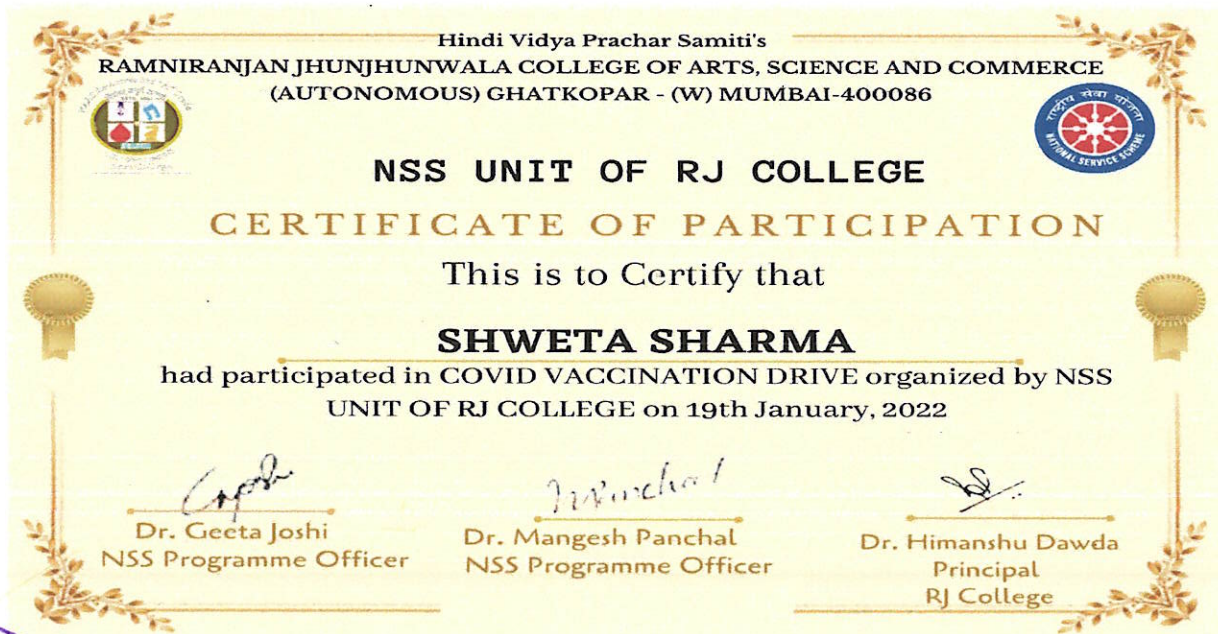 Hindi Vidya Prachar Samiti's
RAMNIRANJAN JHUNJHUNWALA COLLEGE OF ARTS, SCIENCE AND COMMERCE
(AUTONOMOUS) GHATKOPAR - (W) MUMBAI-400086
राष्ट्रीय सेवा योजना
NATIONAL SERVICE SCHEME
NSS UNIT OF RJ COLLEGE
CERTIFICATE OF PARTICIPATION
This is to Certify that
SHWETA SHARMA
had participated in COVID VACCINATION DRIVE organized by NSS
UNIT OF RJ COLLEGE on 19th January, 2022
Dr. Geeta Joshi
NSS Programme Officer
Dr. Mangesh Panchal
NSS Programme Officer
Dr. Himanshu Dawda
Principal
RJ College